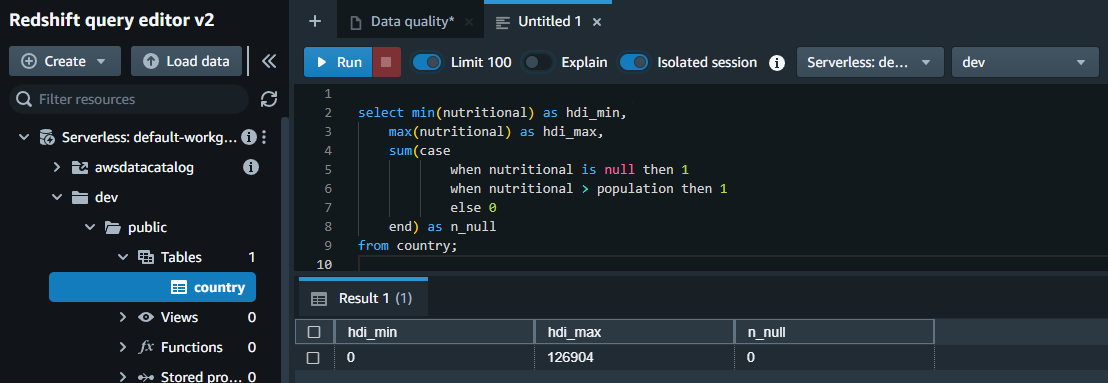 Redshift query editor v2
Create
Load data
Filter resources
Serverless: default-workg...
awsdatacatalog
dev
public
Tables 1
country
Views 0
Functions 0
Stored pro... 0
Data quality*
Untitled 1
Run
Limit 100
Explain
Isolated session
Serverless: de...
dev
1
2 select min(nutritional) as hdi_min,
3 max(nutritional) as hdi_max,
4 sum(case
5 when nutritional is null then 1
6 when nutritional > population then 1
7 else 0
8 end) as n_null
9 from country;
10
Result 1 (1)
hdi_min hdi_max n_null
0 126904 0